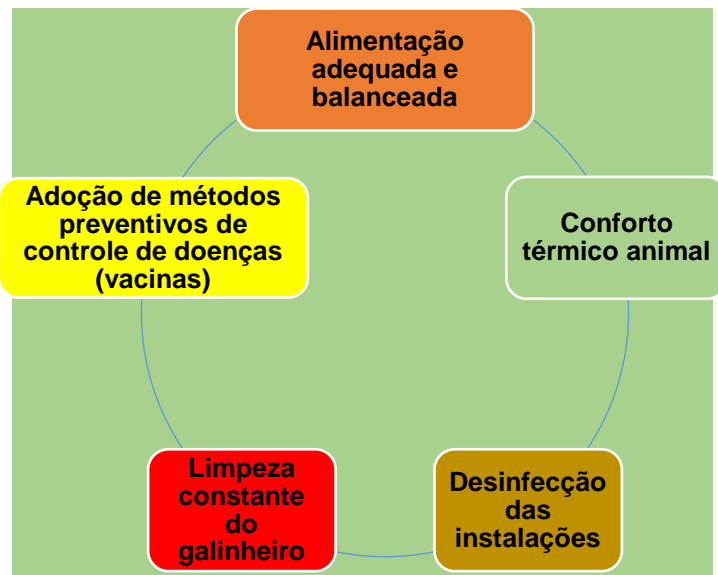 Alimentação
adequada e
balanceada
Conforto
térmico animal
Desinfecção
das
instalações
Limpeza
constante
do
galinheiro
Adoção de métodos
preventivos de
controle de doenças
(vacinas)